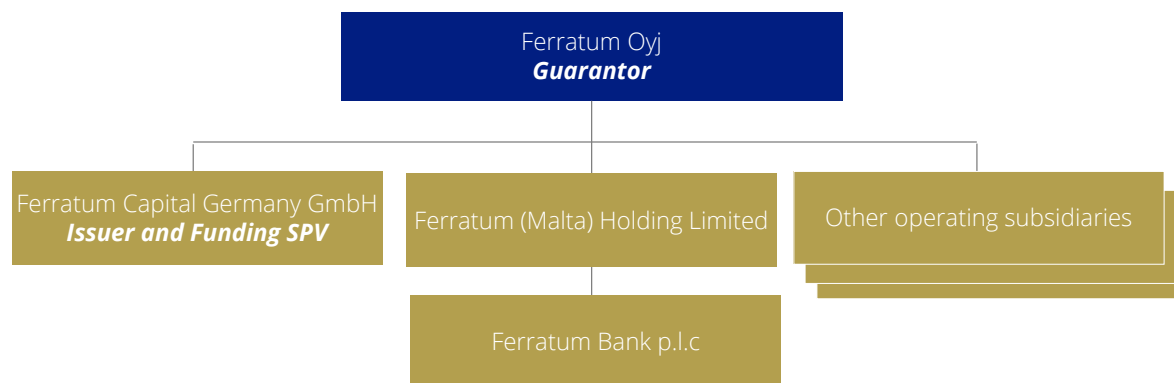 Ferratum Oyj
Guarantor
Ferratum Capital Germany GmbH
Issuer and Funding SPV
Ferratum (Malta) Holding Limited
Other operating subsidiaries
Ferratum Bank p.l.c